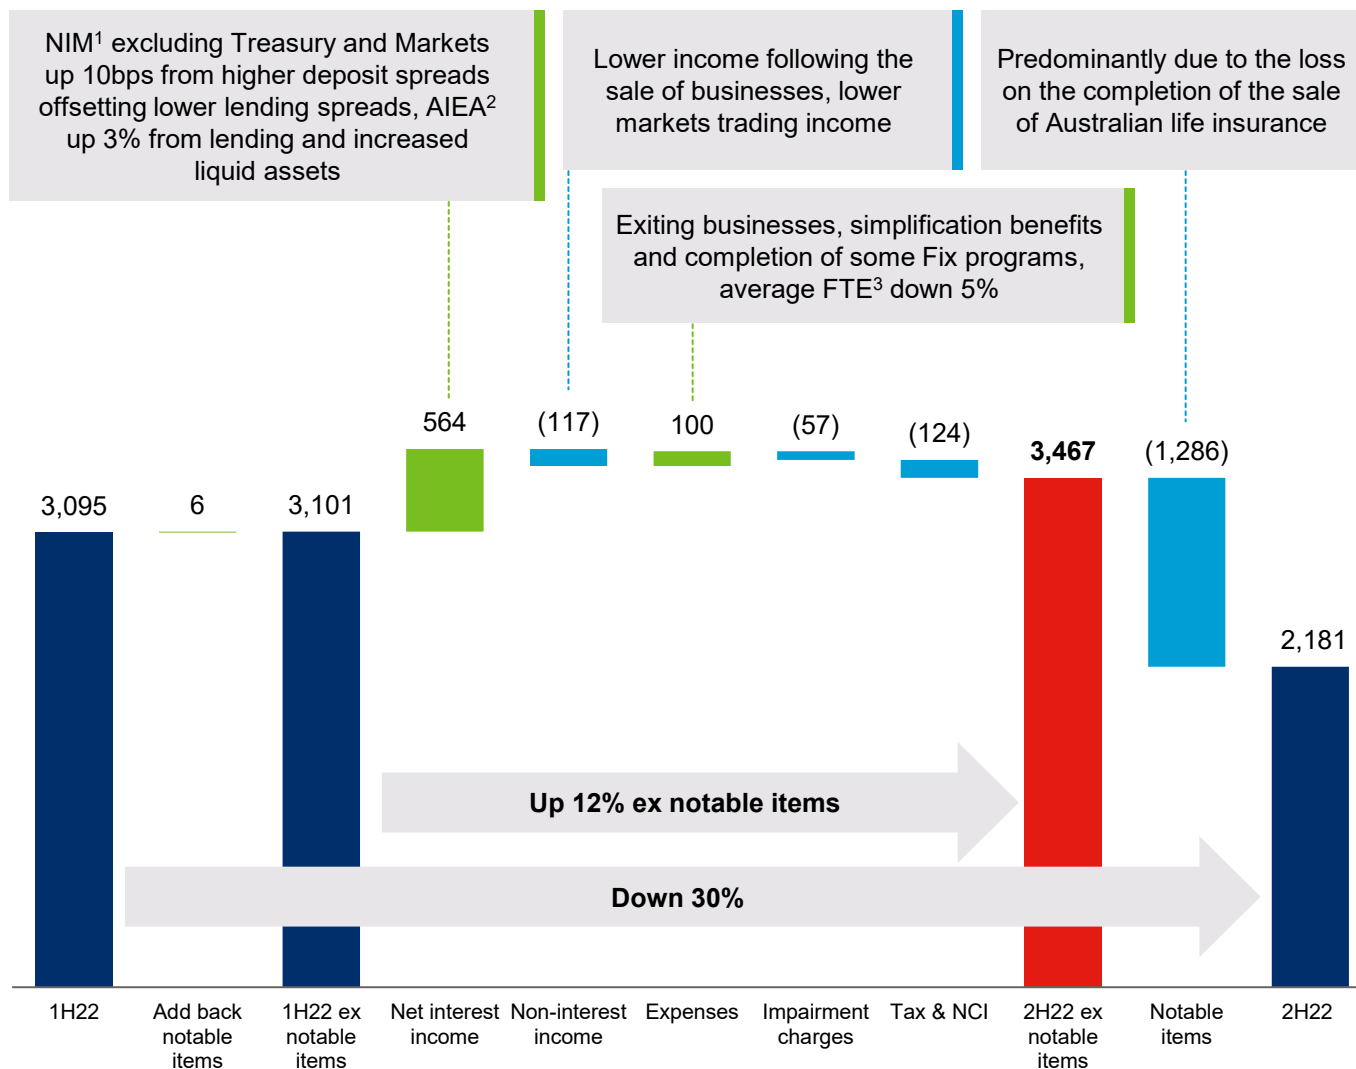 NIM¹ excluding Treasury and Markets
up 10bps from higher deposit spreads
offsetting lower lending spreads, AIEA²
up 3% from lending and increased
liquid assets
Lower income following the
sale of businesses, lower
markets trading income
Predominantly due to the loss
on the completion of the sale
of Australian life insurance
Exiting businesses, simplification benefits
and completion of some Fix programs,
average FTE³ down 5%
3,095
6
3,101
564
(117)
100
(57)
(124)
3,467
(1,286)
2,181
Up 12% ex notable items
Down 30%
1H22
Add back
notable
items
1H22 ex
notable
items
Net interest
income
Non-interest
income
Expenses
Impairment
charges
Tax & NCI
2H22 ex
notable
items
Notable
items
2H22